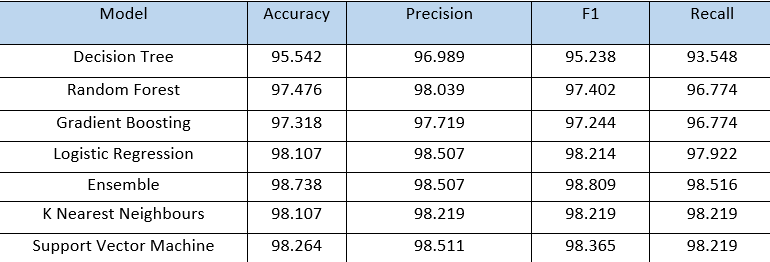 Model Accuracy Precision F1 Recall
Decision Tree 95.542 96.989 95.238 93.548
Random Forest 97.476 98.039 97.402 96.774
Gradient Boosting 97.318 97.719 97.244 96.774
Logistic Regression 98.107 98.507 98.214 97.922
Ensemble 98.738 98.507 98.809 98.516
K Nearest Neighbours 98.107 98.219 98.219 98.219
Support Vector Machine 98.264 98.511 98.365 98.219